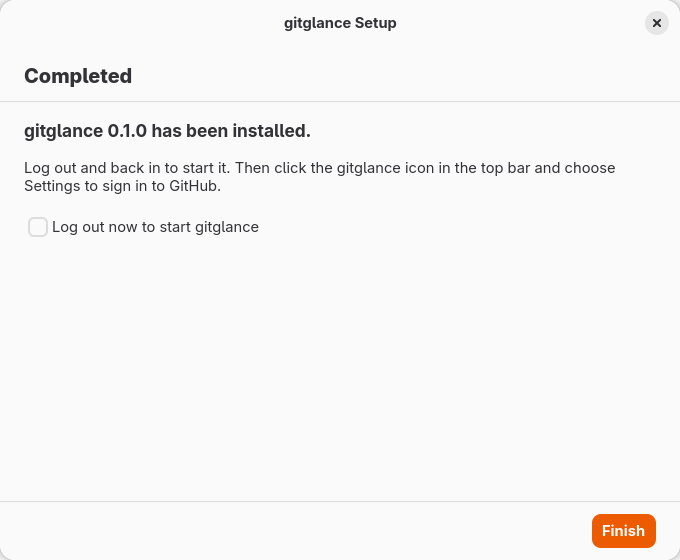 gitglance Setup
Completed
gitglance 0.1.0 has been installed.
Log out and back in to start it. Then click the gitglance icon in the top bar and choose
Settings to sign in to GitHub.
Log out now to start gitglance
Finish